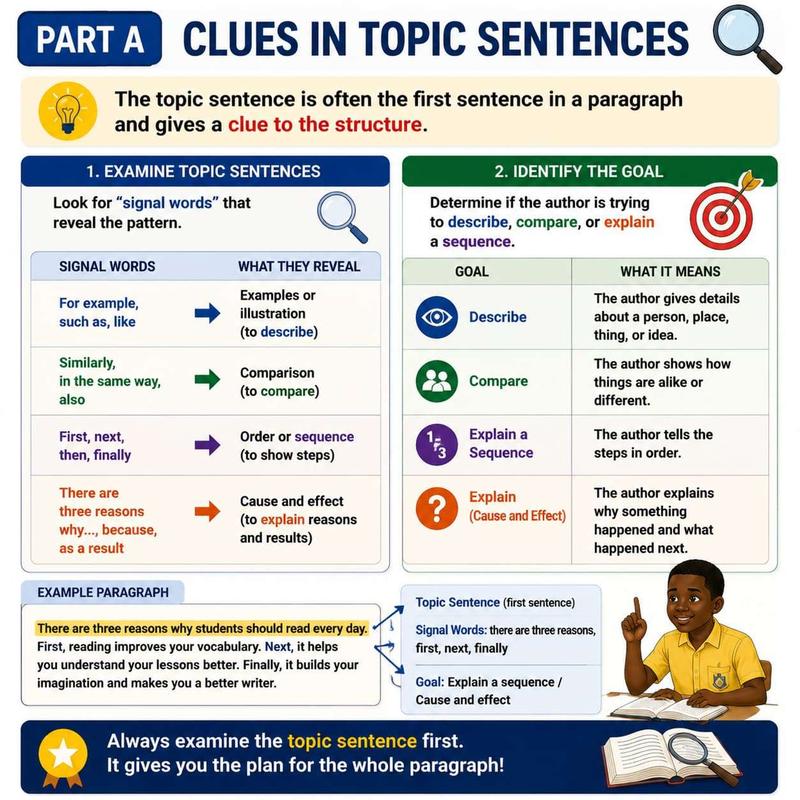 PART A
CLUES IN TOPIC SENTENCES
The topic sentence is often the first sentence in a paragraph
and gives a clue to the structure.
1. EXAMINE TOPIC SENTENCES
Look for “signal words” that
reveal the pattern.
SIGNAL WORDS
WHAT THEY REVEAL
For example,
such as, like
Examples or
illustration
(to describe)
Similarly,
in the same way,
also
Comparison
(to compare)
First, next,
then, finally
Order or sequence
(to show steps)
There are
three reasons
why..., because,
as a result
Cause and effect
(to explain reasons
and results)
2. IDENTIFY THE GOAL
Determine if the author is trying
to describe, compare, or explain
a sequence.
GOAL
WHAT IT MEANS
Describe
The author gives details
about a person, place,
thing, or idea.
Compare
The author shows how
things are alike or
different.
Explain a
Sequence
The author tells the
steps in order.
?
Explain
(Cause and Effect)
The author explains
why something
happened and what
happened next.
EXAMPLE PARAGRAPH
There are three reasons why students should read every day.
First, reading improves your vocabulary. Next, it helps
you understand your lessons better. Finally, it builds your
imagination and makes you a better writer.
Topic Sentence (first sentence)
Signal Words: there are three reasons,
first, next, finally
Goal: Explain a sequence /
Cause and effect
Always examine the topic sentence first.
It gives you the plan for the whole paragraph!